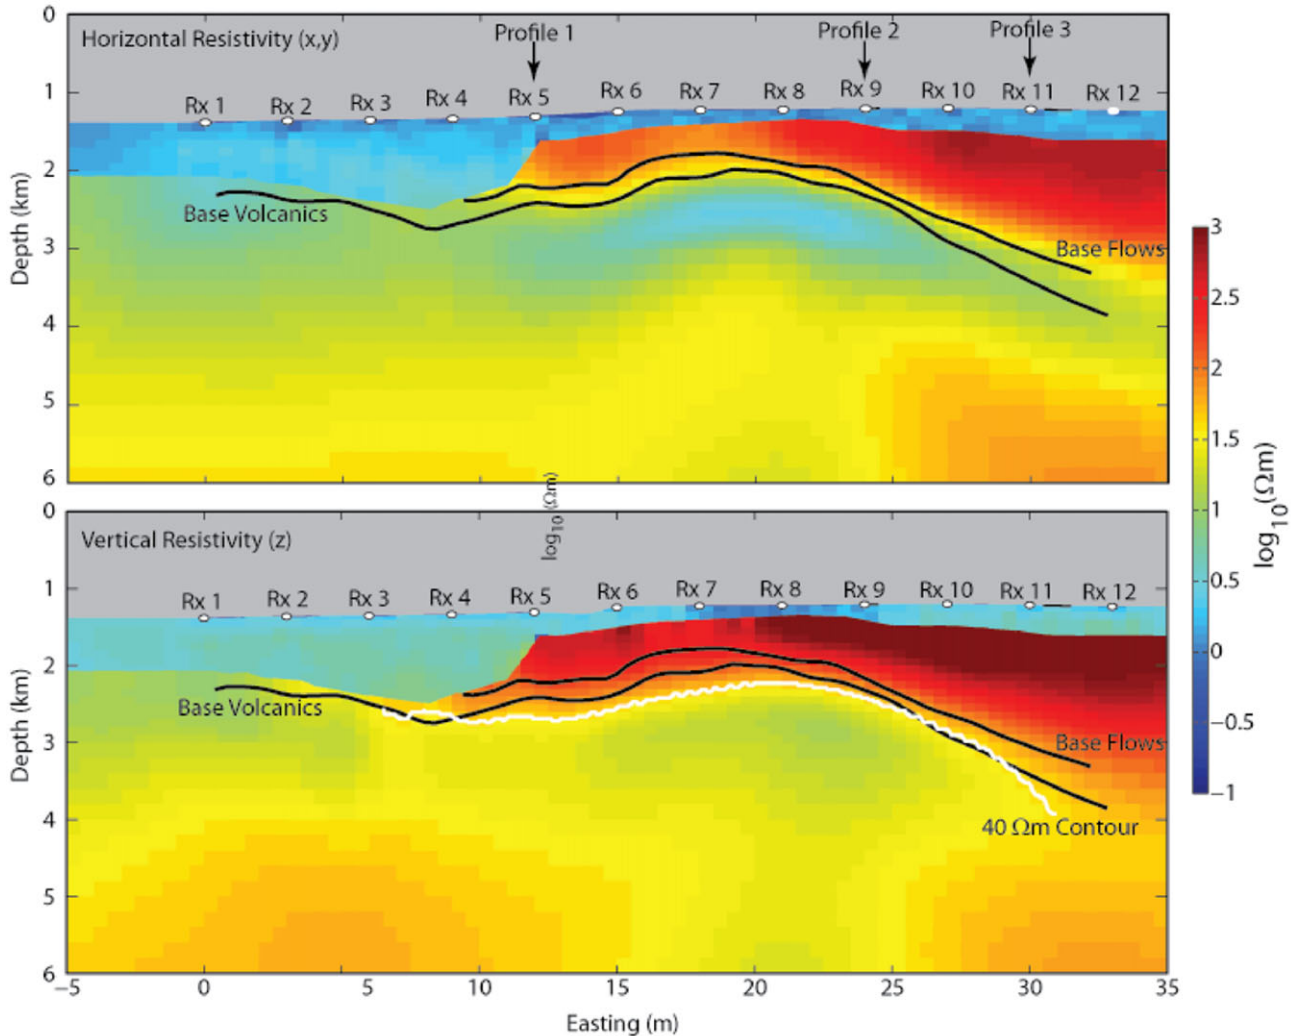 0
Horizontal Resistivity (x,y)
Profile 1
Profile 2
Profile 3
1
Rx 1
Rx 2
Rx 3
Rx 4
Rx 5
Rx 6
Rx 7
Rx 8
Rx 9
Rx 10
Rx 11
Rx 12
2
Base Volcanics
Depth (km)
3
Base Flows
4
5
6
0
Vertical Resistivity (z)
log10 (Ωm)
1
Rx 1
Rx 2
Rx 3
Rx 4
Rx 5
Rx 6
Rx 7
Rx 8
Rx 9
Rx 10
Rx 11
Rx 12
2
Base Volcanics
Depth (km)
3
Base Flows
4
40 Ωm Contour
5
6
−5
0
5
10
15
20
25
30
35
Easting (m)
3
2.5
2
1.5
1
0.5
0
−0.5
−1
log10(Ωm)